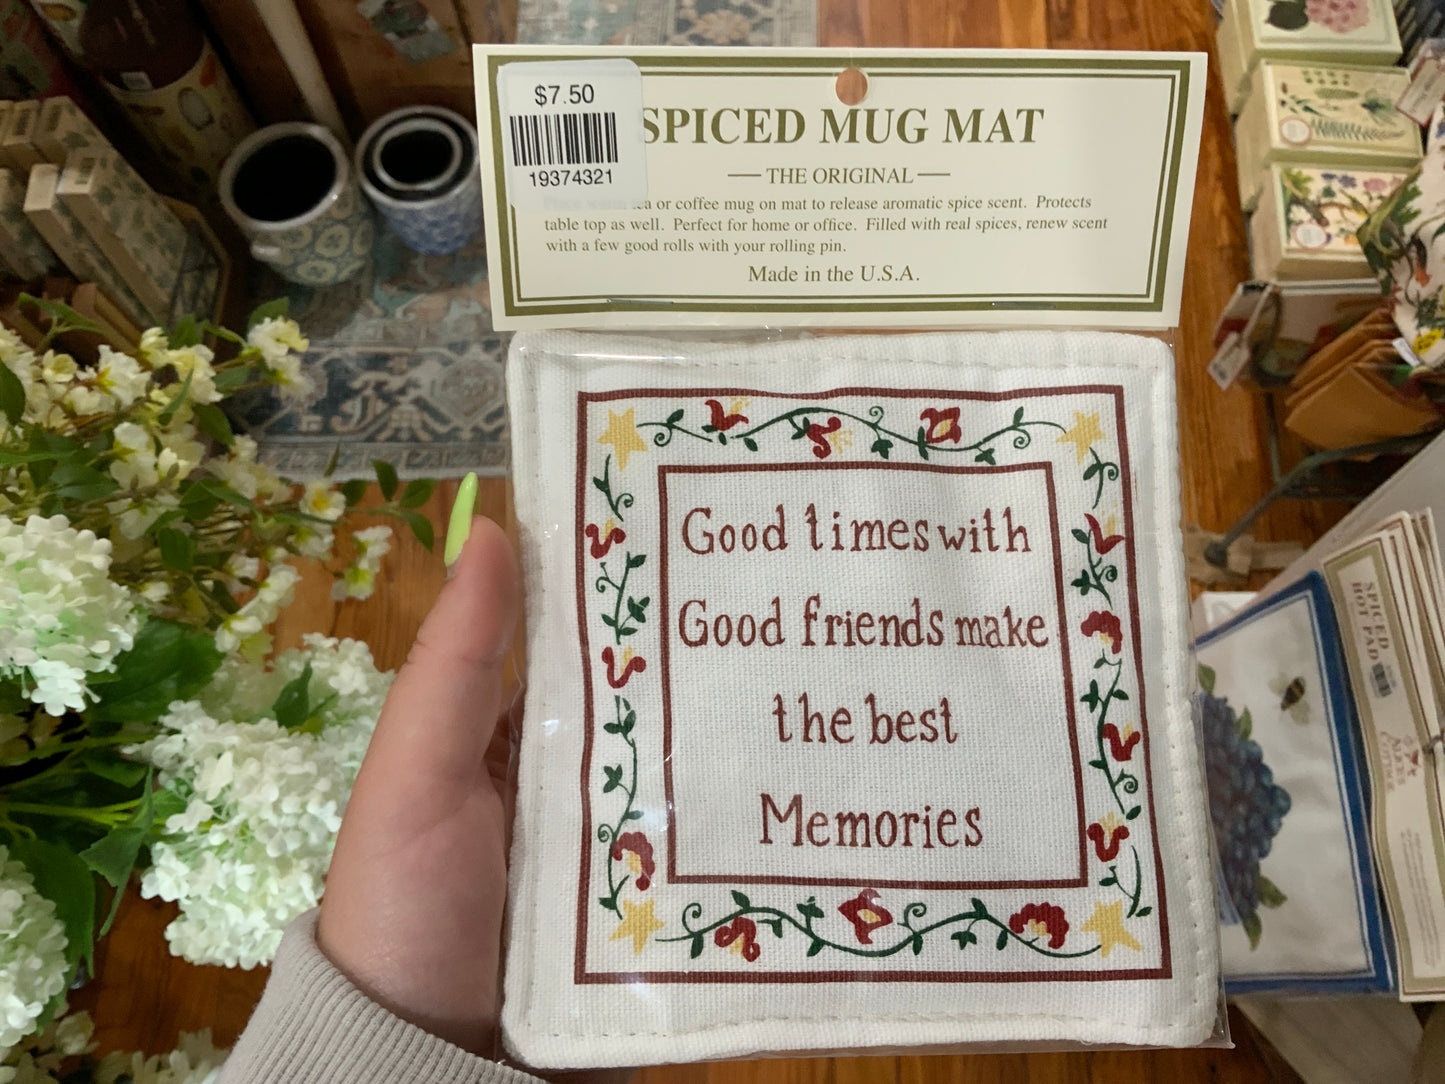 $7.50
19374321
SPICED MUG MAT
THE ORIGINAL
or coffee mug on mat to release aromatic spice scent. Protects
table top as well. Perfect for home or office. Filled with real spices, renew scent
with a few good rolls with your rolling pin.
Made in the U.S.A.
Good times with
Good friends make
the best
Memories
SPICED
HOT PAD